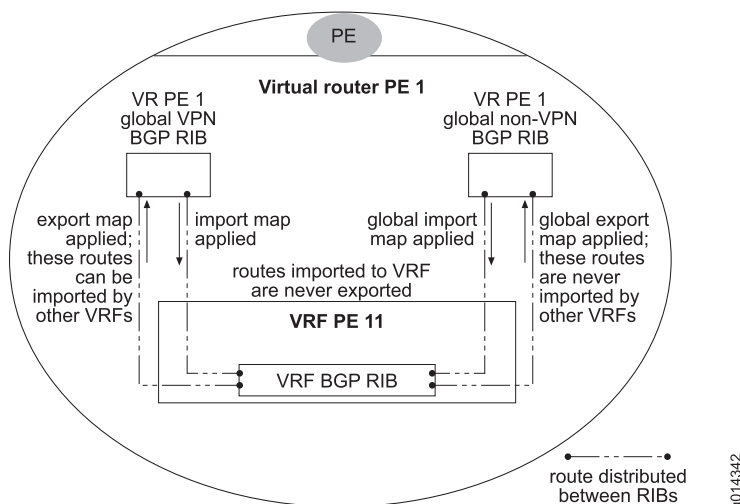 PE
Virtual router PE 1
VR PE 1
global VPN
BGP RIB
VR PE 1
global non-VPN
BGP RIB
export map
applied;
these routes
can be
imported by
other VRFs
import map
applied
global import
map applied
global export
map applied;
these routes
are never
imported by
other VRFs
routes imported to VRF
are never exported
VRF PE 11
VRF BGP RIB
route distributed
between RIBs